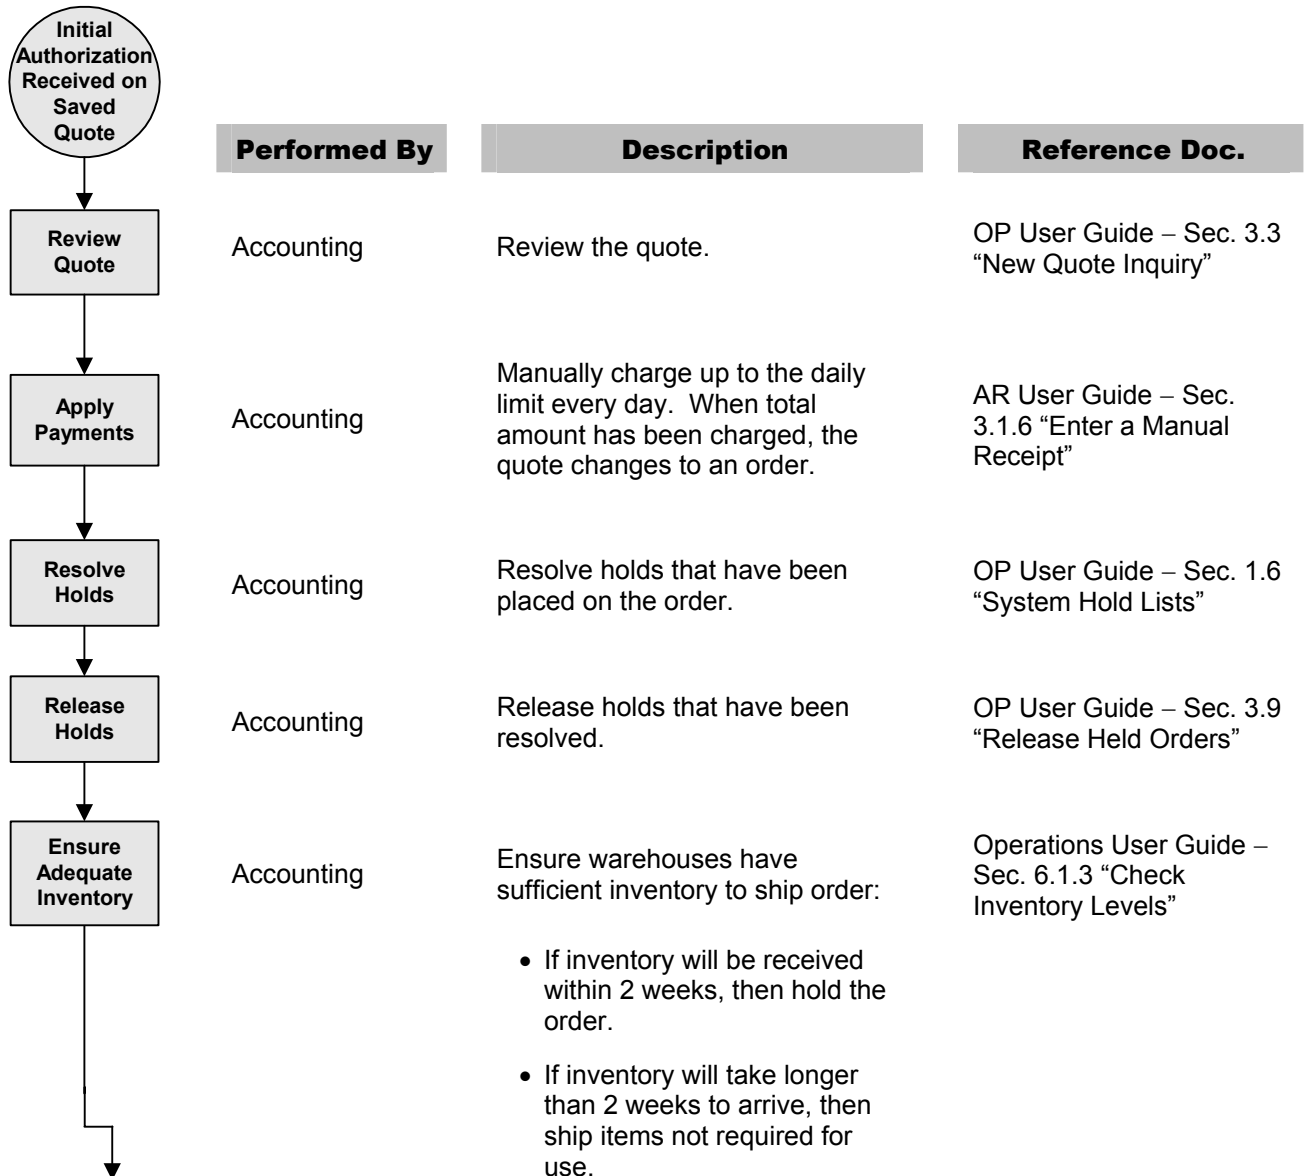 Initial
Authorization
Received on
Saved
Quote
Performed By
Description
Reference Doc.
Review
Quote
Accounting
Review the quote.
OP User Guide – Sec. 3.3
“New Quote Inquiry”
Apply
Payments
Accounting
Manually charge up to the daily
limit every day.  When total
amount has been charged, the
quote changes to an order.
AR User Guide – Sec.
3.1.6 “Enter a Manual
Receipt”
Resolve
Holds
Accounting
Resolve holds that have been
placed on the order.
OP User Guide – Sec. 1.6
“System Hold Lists”
Release
Holds
Accounting
Release holds that have been
resolved.
OP User Guide – Sec. 3.9
“Release Held Orders”
Ensure
Adequate
Inventory
Accounting
Ensure warehouses have
sufficient inventory to ship order:
• If inventory will be received
within 2 weeks, then hold the
order.
• If inventory will take longer
than 2 weeks to arrive, then
ship items not required for
use.
Operations User Guide –
Sec. 6.1.3 “Check
Inventory Levels”